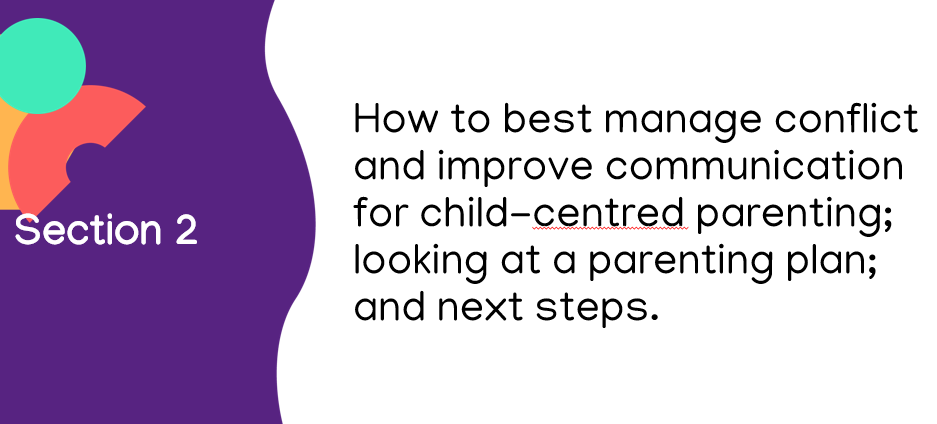 Section 2
How to best manage conflict
and improve communication
for child-centred parenting;
looking at a parenting plan;
and next steps.